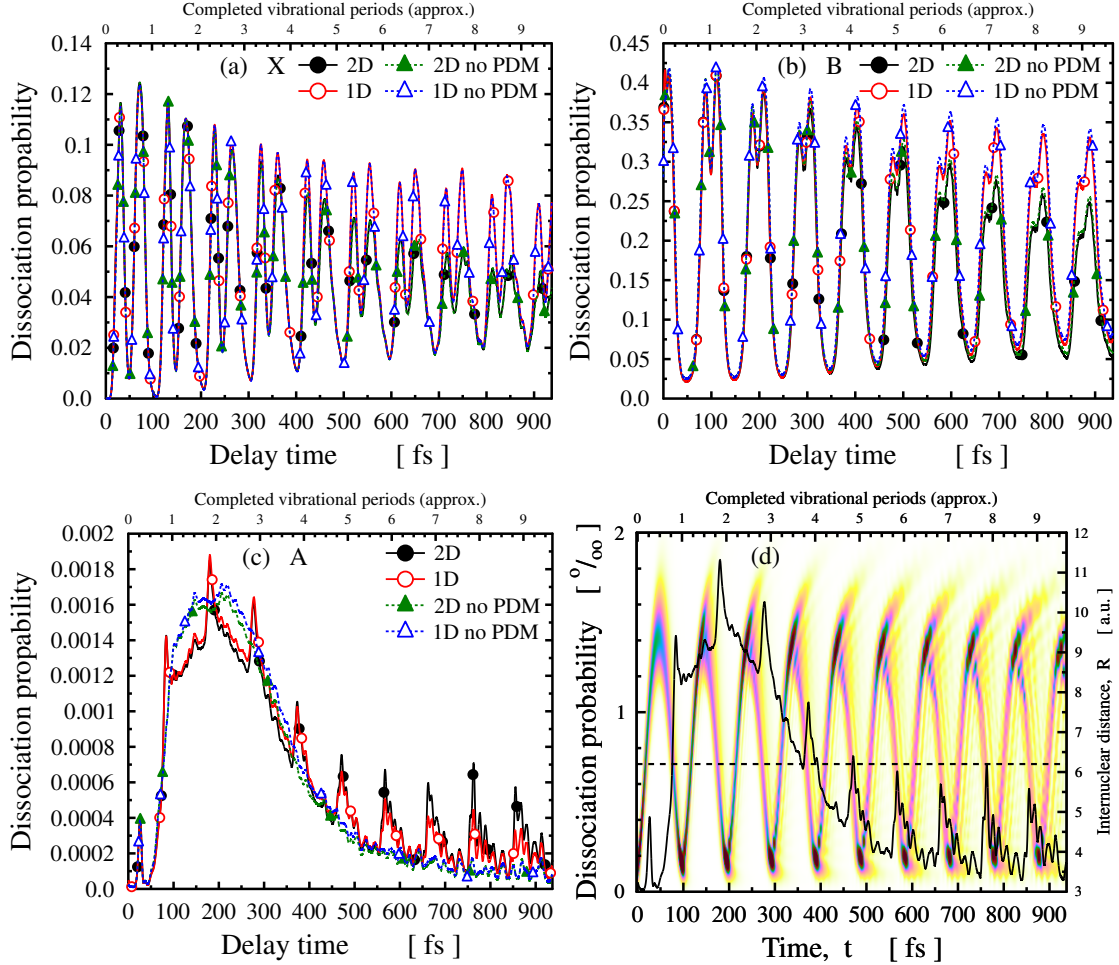 Completed vibrational periods (approx.)
0 1 2 3 4 5 6 7 8 9
0.14
0.12
0.10
0.08
0.06
0.04
0.02
0.0
Dissociation propability
(a) X
2D
1D
2D no PDM
1D no PDM
0 100 200 300 400 500 600 700 800 900
Delay time [ fs ]
Completed vibrational periods (approx.)
0 1 2 3 4 5 6 7 8 9
0.45
0.4
0.35
0.3
0.25
0.2
0.15
0.1
0.05
0.0
Dissociation propability
(b) B
2D
1D
2D no PDM
1D no PDM
0 100 200 300 400 500 600 700 800 900
Delay time [ fs ]
Completed vibrational periods (approx.)
0 1 2 3 4 5 6 7 8 9
0.002
0.0018
0.0016
0.0014
0.0012
0.001
0.0008
0.0006
0.0004
0.0002
0.0
Dissociation propability
(c) A
2D
1D
2D no PDM
1D no PDM
0 100 200 300 400 500 600 700 800 900
Delay time [ fs ]
Completed vibrational periods (approx.)
0 1 2 3 4 5 6 7 8 9
2
1
0
Dissociation probability [ o/oo ]
(d)
12
11
10
9
8
7
6
5
4
3
Internuclear distance, R [ a.u. ]
0 100 200 300 400 500 600 700 800 900
Time, t [ fs ]